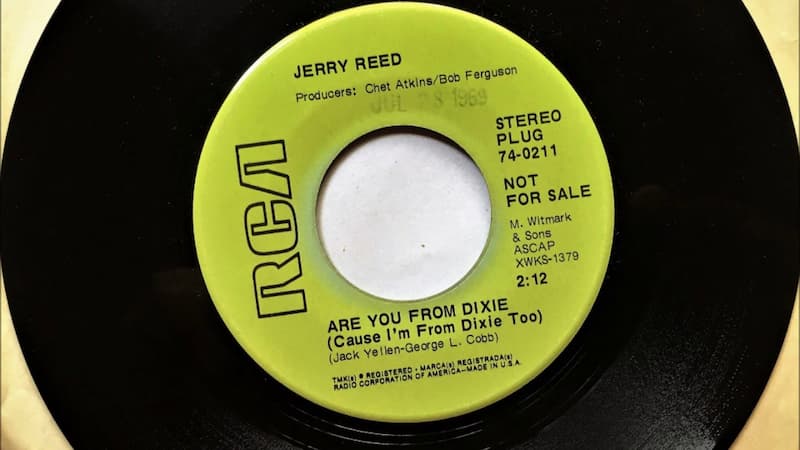 JERRY REED
Producers: Chet Atkins/Bob Ferguson
JUL 28 1969
STEREO
PLUG
74-0211
NOT
FOR SALE
M. Witmark
& Sons
ASCAP
XWKS-1379
2:12
RCA
ARE YOU FROM DIXIE
(Cause I'm From Dixie Too)
(Jack Yellen-George L. Cobb)
TMK(s) ® REGISTERED - MARCA(s) REGISTRADA(s)
RADIO CORPORATION OF AMERICA-MADE IN U.S.A.